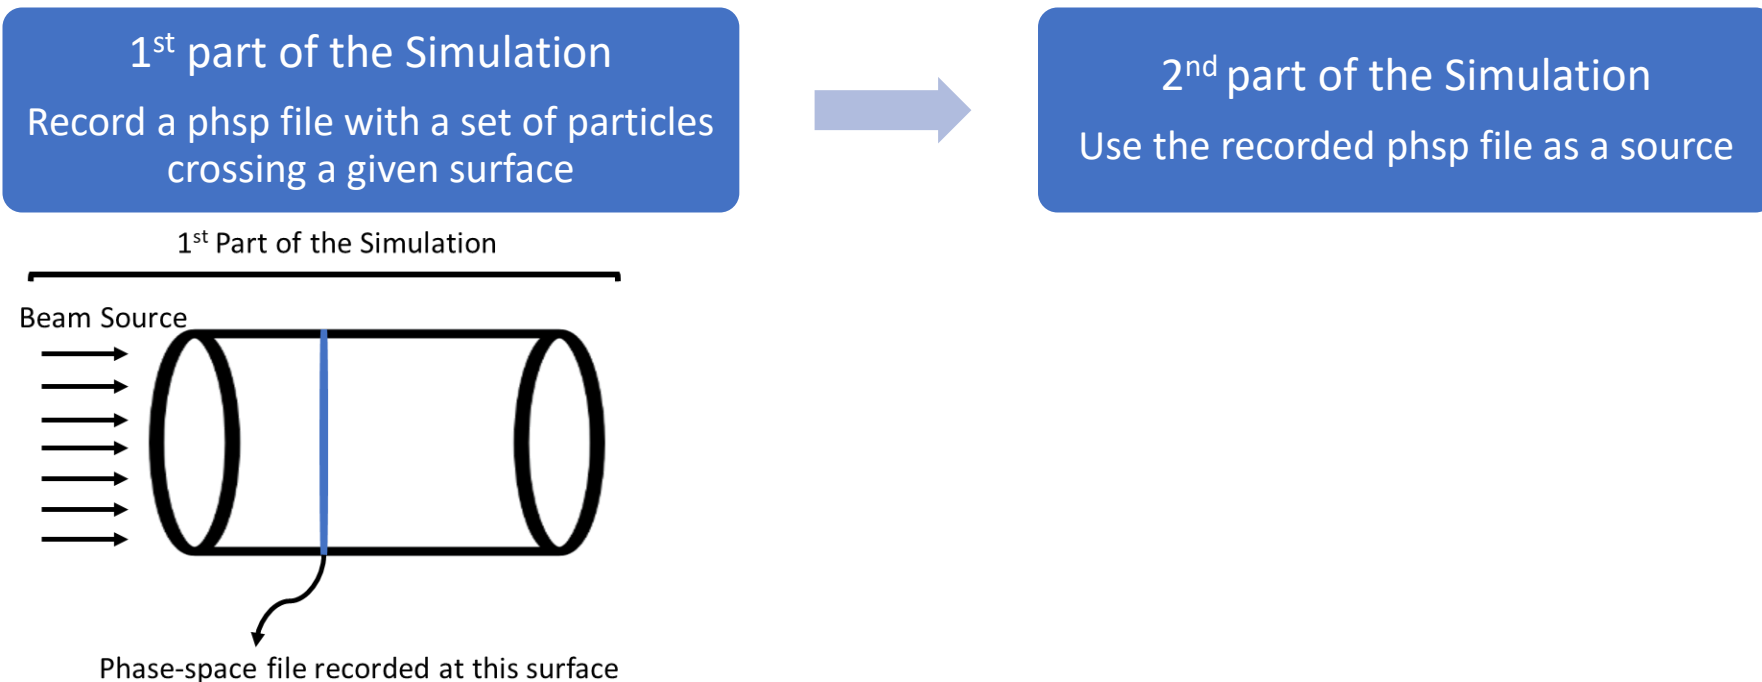 1st part of the Simulation
Record a phsp file with a set of particles
crossing a given surface
2nd part of the Simulation
Use the recorded phsp file as a source
1st Part of the Simulation
Beam Source
Phase-space file recorded at this surface